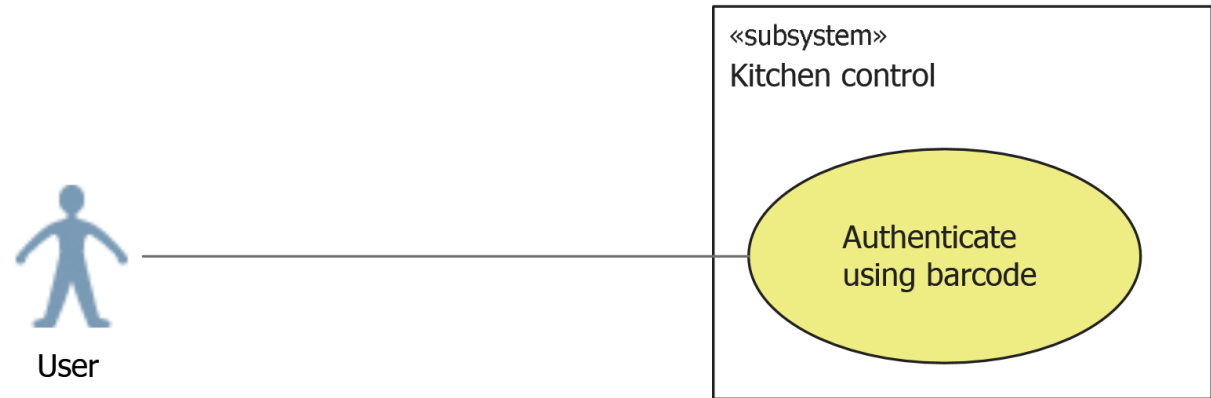 «subsystem»
Kitchen control
Authenticate
using barcode
User